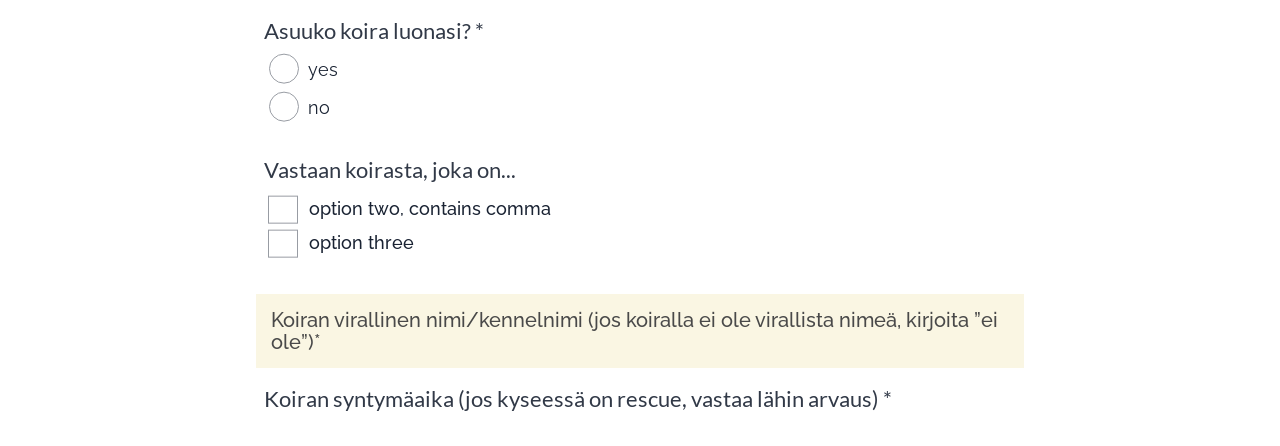 Asuuko koira luonasi? *
yes
no
Vastaan koirasta, joka on...
option two, contains comma
option three
Koiran virallinen nimi/kennelnimi (jos koiralla ei ole virallista nimeä, kirjoita ”ei
ole”)*
Koiran syntymäaika (jos kyseessä on rescue, vastaa lähin arvaus) *